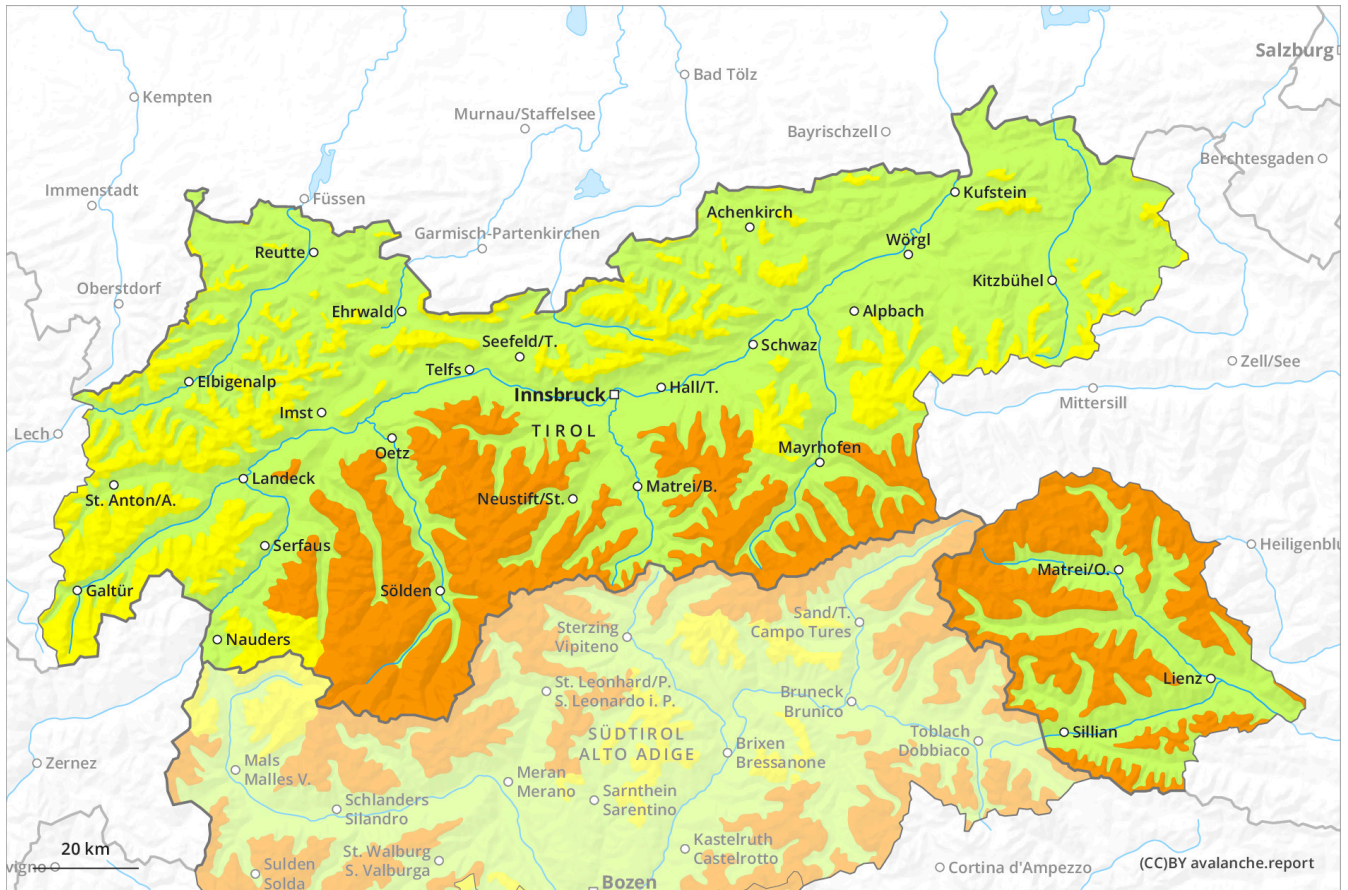 Salzburg
Bad Tölz
Kempten
Murnau/Staffelsee
Bayrischzell
Berchtesgaden
Immenstadt
Füssen
Kufstein
Achenkirch
Garmisch-Partenkirchen
Wörgl
Reutte
Oberstdorf
Kitzbühel
Ehrwald
Alpbach
Seefeld/T.
Schwaz
Zell/See
Telfs
Elbigenalp
Hall/T.
Innsbruck
Mittersill
Imst
TIROL
Lech
Oetz
Mayrhofen
Landeck
St. Anton/A.
Neustift/St.
Matrei/B.
Serfaus
Matrei/O.
Galtür
Sölden
Sand/T.
Campo Tures
Sterzing
Vipiteno
Nauders
Lienz
St. Leonhard/P.
S. Leonardo i. P.
Bruneck
Brunico
SÜDTIROL
ALTO ADIGE
Sillian
Toblach
Dobbiaco
Brixen
Bressanone
Zernez
Mals
Malles V.
Meran
Merano
Sarnthein
Sarentino
Schlanders
Silandro
Kastelruth
Castelrotto
20 km
St. Walburg
S. Valburga
Sulden
Solda
Cortina d'Ampezzo
(CC)BY avalanche.report
Bozen